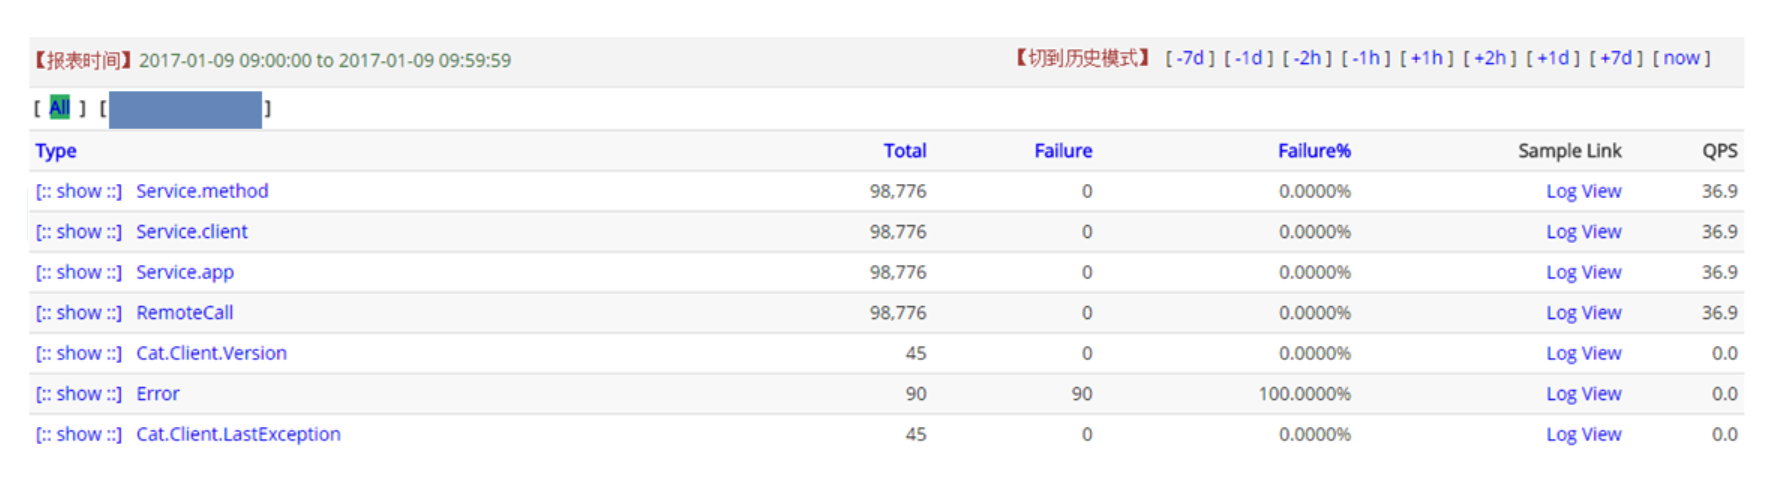 【报表时间】2017-01-09 09:00:00 to 2017-01-09 09:59:59 【切到历史模式】 [ -7d ] [ -1d ] [ -2h ] [ -1h ] [ +1h ] [ +2h ] [ +1d ] [ +7d ] [ now ]
[ All ] [ ]
Type Total Failure Failure% Sample Link QPS
[:: show ::] Service.method 98,776 0 0.0000% Log View 36.9
[:: show ::] Service.client 98,776 0 0.0000% Log View 36.9
[:: show ::] Service.app 98,776 0 0.0000% Log View 36.9
[:: show ::] RemoteCall 98,776 0 0.0000% Log View 36.9
[:: show ::] Cat.Client.Version 45 0 0.0000% Log View 0.0
[:: show ::] Error 90 90 100.0000% Log View 0.0
[:: show ::] Cat.Client.LastException 45 0 0.0000% Log View 0.0